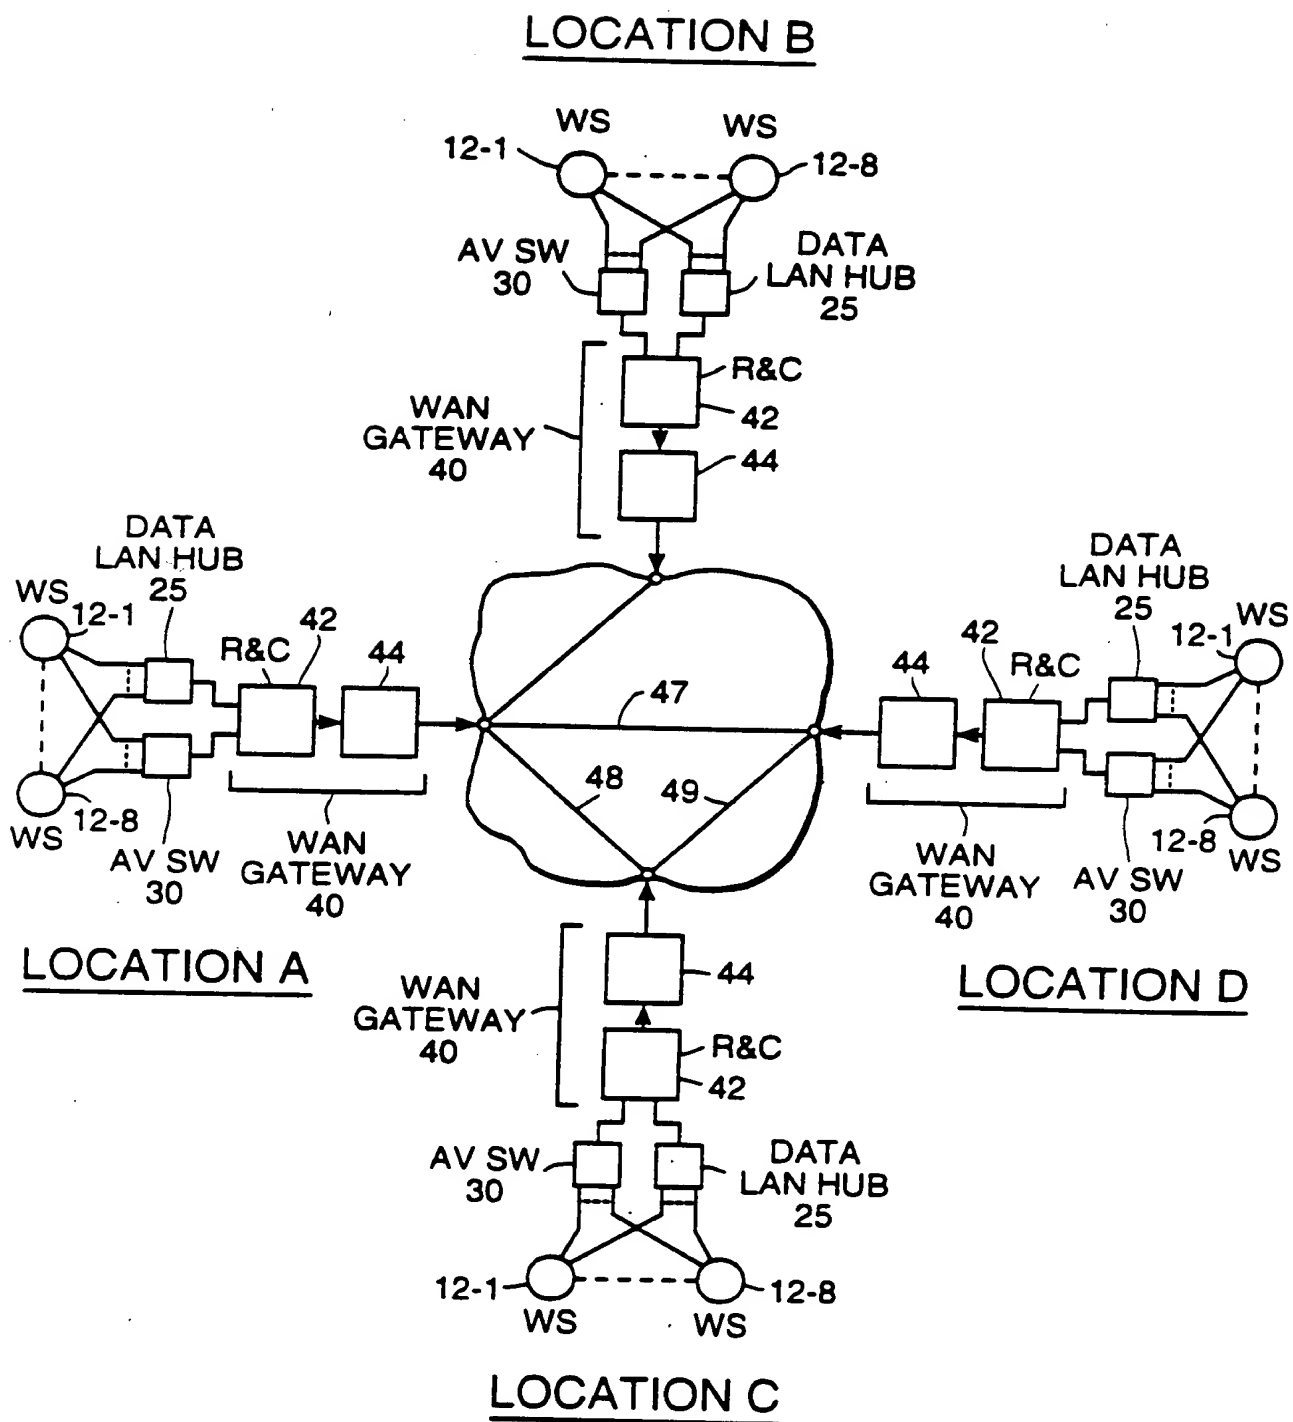 LOCATION B
WS
WS
12-1
12-8
AV SW
30
DATA
LAN HUB
25
R&C
42
WAN
GATEWAY
40
44
DATA
LAN HUB
25
WS
12-1
R&C
42
44
12-8
WS
AV SW
30
WAN
GATEWAY
40
LOCATION A
47
48
49
DATA
LAN HUB
25
WS
12-1
42
R&C
44
12-8
WS
AV SW
30
WAN
GATEWAY
40
LOCATION D
WAN
GATEWAY
40
44
R&C
42
AV SW
30
DATA
LAN HUB
25
12-1
12-8
WS
WS
LOCATION C